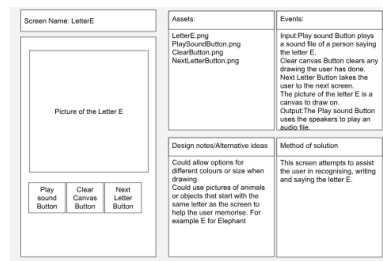 Screen Name: LetterE
Picture of the Letter E
Play
sound
Button
Clear
Canvas
Button
Next
Letter
Button
Assets:
LetterE.png
PlaySoundButton.png
ClearButton.png
NextLetterButton.png
Events:
Input:Play sound Button plays
a sound file of a person saying
the letter E.
Clear canvas Button clears any
drawing the user has done.
Next Letter Button takes the
user to the next screen.
The picture of the letter E is a
canvas to draw on.
Output:The Play sound Button
uses the speakers to play an
audio file.
Design notes/Alternative ideas
Could allow options for
different colours or size when
drawing.
Could use pictures of animals
or objects that start with the
same letter as the screen to
help the user memorise. For
example E for Elephant
Method of solution
This screen attempts to assist
the user in recognising, writing
and saying the letter E.